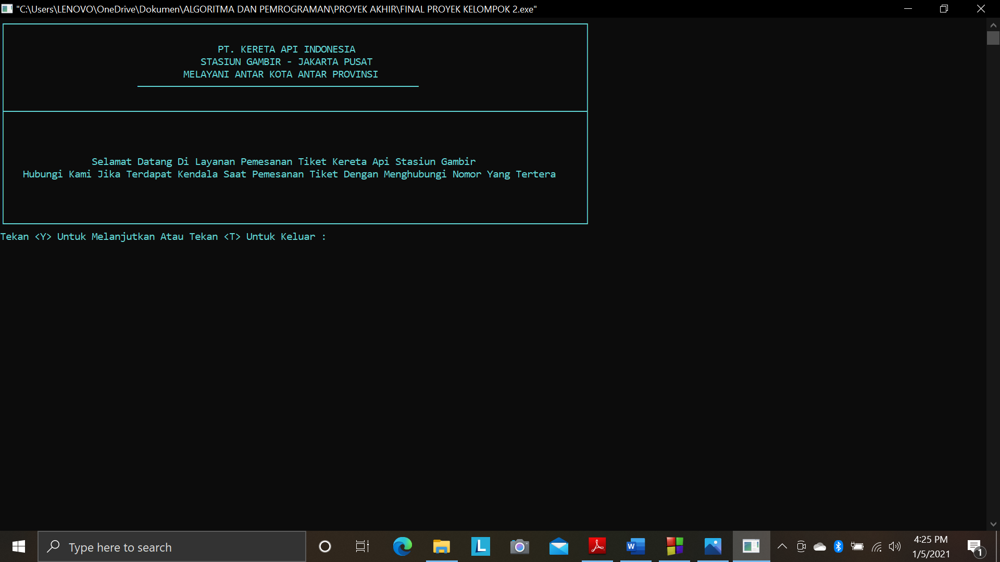 "C:\Users\LENOVO\OneDrive\Dokumen\ALGORITMA DAN PEMROGRAMAN\PROYEK AKHIR\FINAL PROYEK KELOMPOK 2.exe"
PT. KERETA API INDONESIA
STASIUN GAMBIR - JAKARTA PUSAT
MELAYANI ANTAR KOTA ANTAR PROVINSI
Selamat Datang Di Layanan Pemesanan Tiket Kereta Api Stasiun Gambir
Hubungi Kami Jika Terdapat Kendala Saat Pemesanan Tiket Dengan Menghubungi Nomor Yang Tertera
Tekan <Y> Untuk Melanjutkan Atau Tekan <T> Untuk Keluar :
Type here to search
L
W
4:25 PM
1/5/2021
1